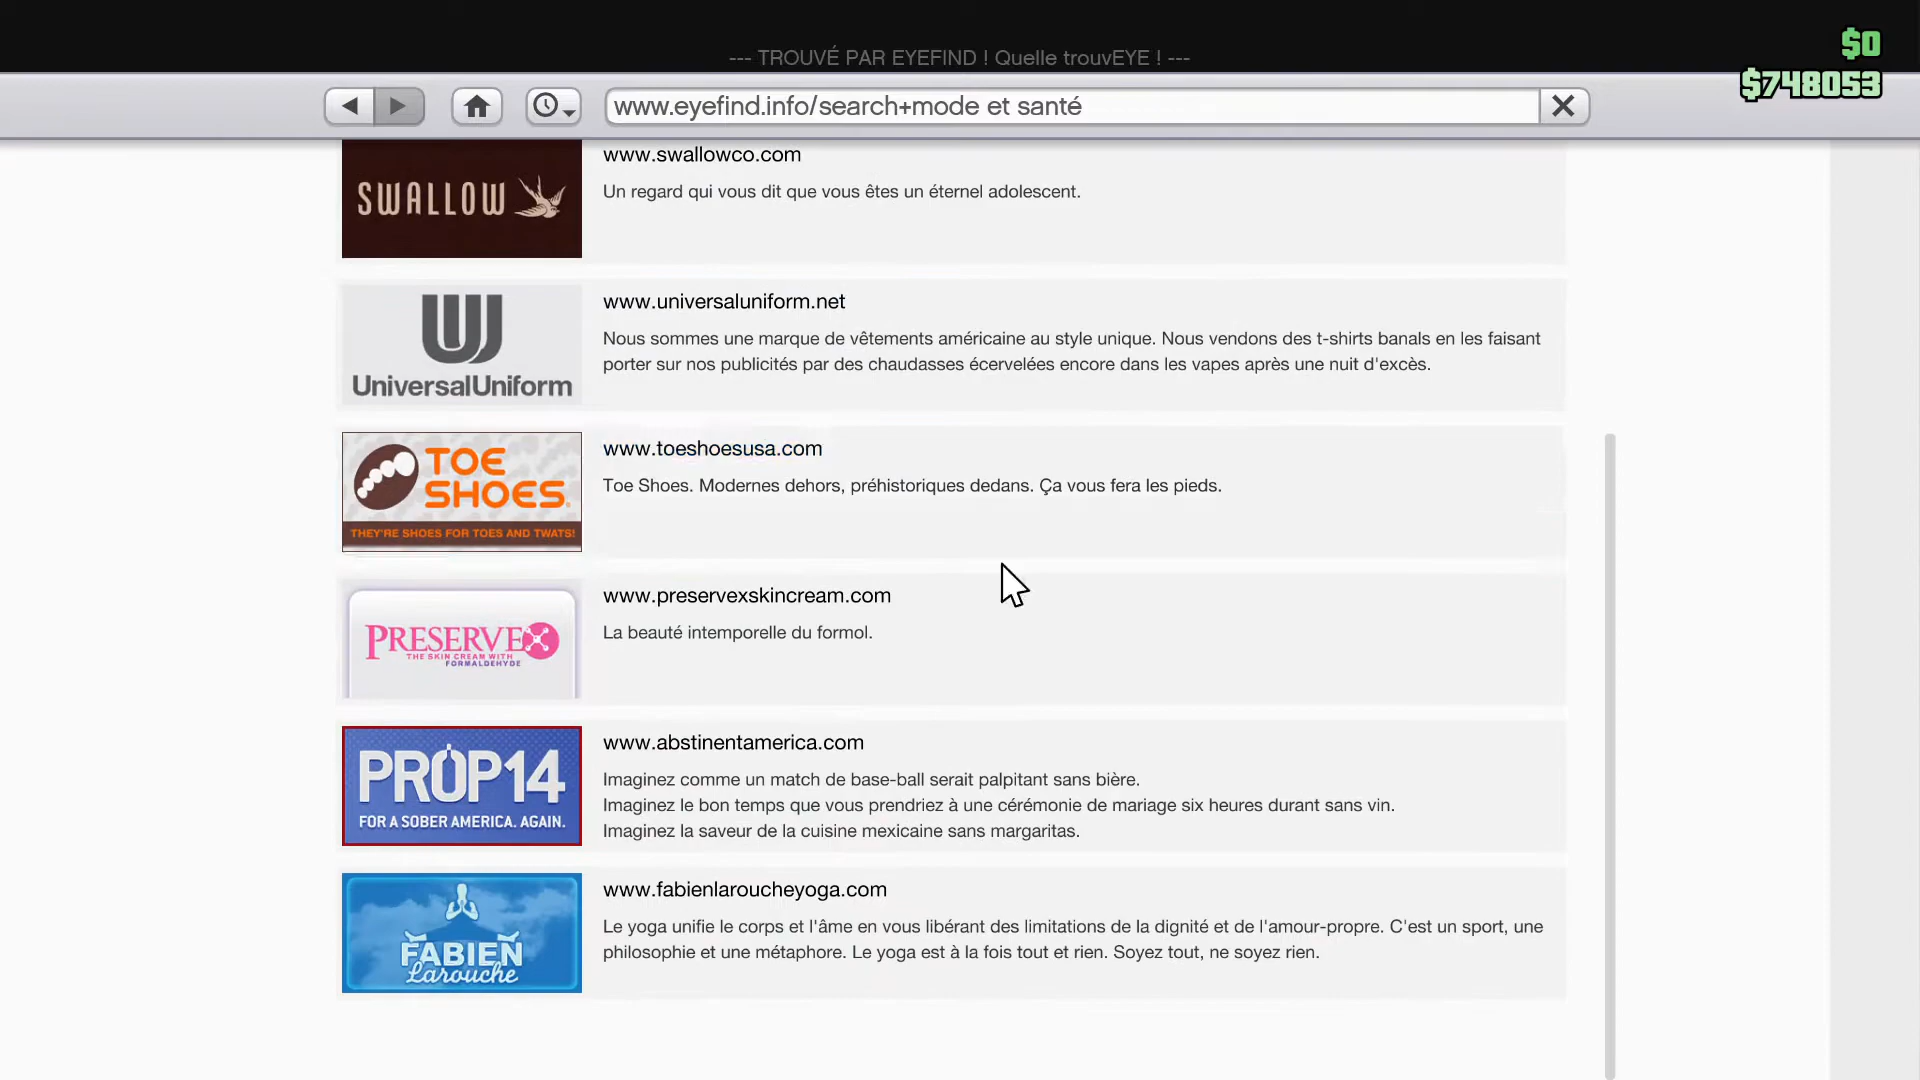 $0
--- TROUVÉ PAR EYEFIND ! Quelle trouvEYE ! ---
$748053
www.eyefind.info/search+mode et santé
SWALLOW
www.swallowco.com
Un regard qui vous dit que vous êtes un éternel adolescent.
UniversalUniform
www.universaluniform.net
Nous sommes une marque de vêtements américaine au style unique. Nous vendons des t-shirts banals en les faisant
porter sur nos publicités par des chaudasses écervelées encore dans les vapes après une nuit d'excès.
TOE
SHOES
THEY'RE SHOES FOR TOES AND TWATS!
www.toeshoesusa.com
Toe Shoes. Modernes dehors, préhistoriques dedans. Ça vous fera les pieds.
PRESERVEX
THE SKIN CREAM WITH
FORMALDEHYDE
www.preservexskincream.com
La beauté intemporelle du formol.
PROP14
FOR A SOBER AMERICA. AGAIN.
www.abstinentamerica.com
Imaginez comme un match de base-ball serait palpitant sans bière.
Imaginez le bon temps que vous prendriez à une cérémonie de mariage six heures durant sans vin.
Imaginez la saveur de la cuisine mexicaine sans margaritas.
FABIEN
Larouche
www.fabienlaroucheyoga.com
Le yoga unifie le corps et l'âme en vous libérant des limitations de la dignité et de l'amour-propre. C'est un sport, une
philosophie et une métaphore. Le yoga est à la fois tout et rien. Soyez tout, ne soyez rien.